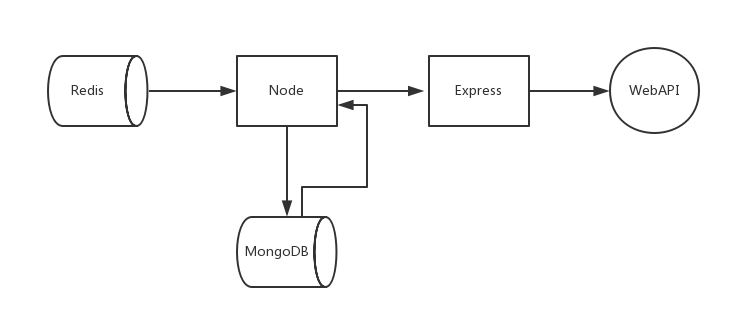 Redis
Node
Express
WebAPI
MongoDB